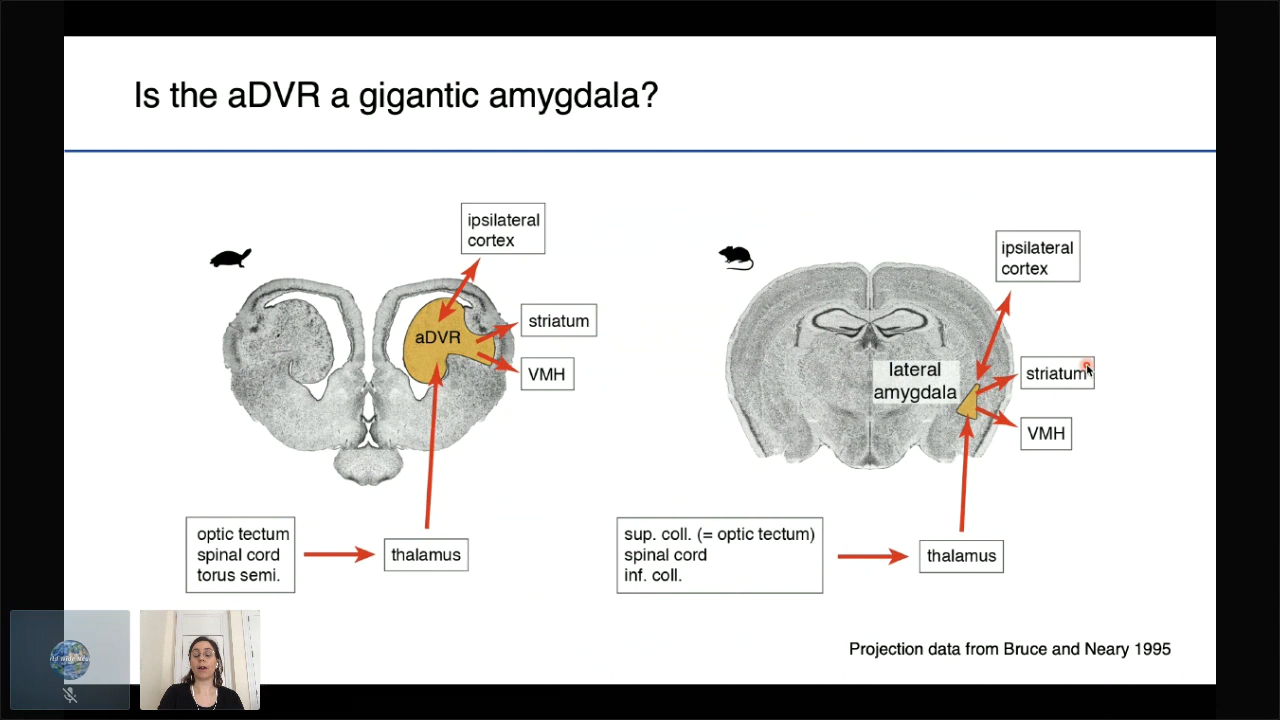 Is the aDVR a gigantic amygdala?
ipsilateral
cortex
aDVR
striatum
VMH
optic tectum
spinal cord
torus semi.
thalamus
ipsilateral
cortex
lateral
amygdala
striatum
VMH
sup. coll. (= optic tectum)
spinal cord
inf. coll.
thalamus
Projection data from Bruce and Neary 1995